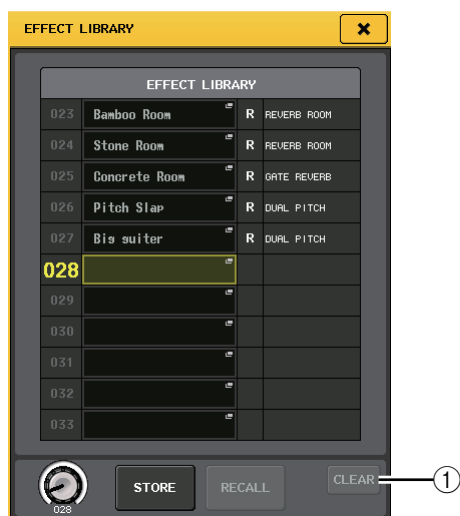 EFFECT LIBRARY
EFFECT LIBRARY
023 Bamboo Room R REVERB ROOM
024 Stone Room R REVERB ROOM
025 Concrete Room R GATE REVERB
026 Pitch Slap R DUAL PITCH
027 Big guiter R DUAL PITCH
028
029
030
031
032
033
028 STORE RECALL CLEAR 1